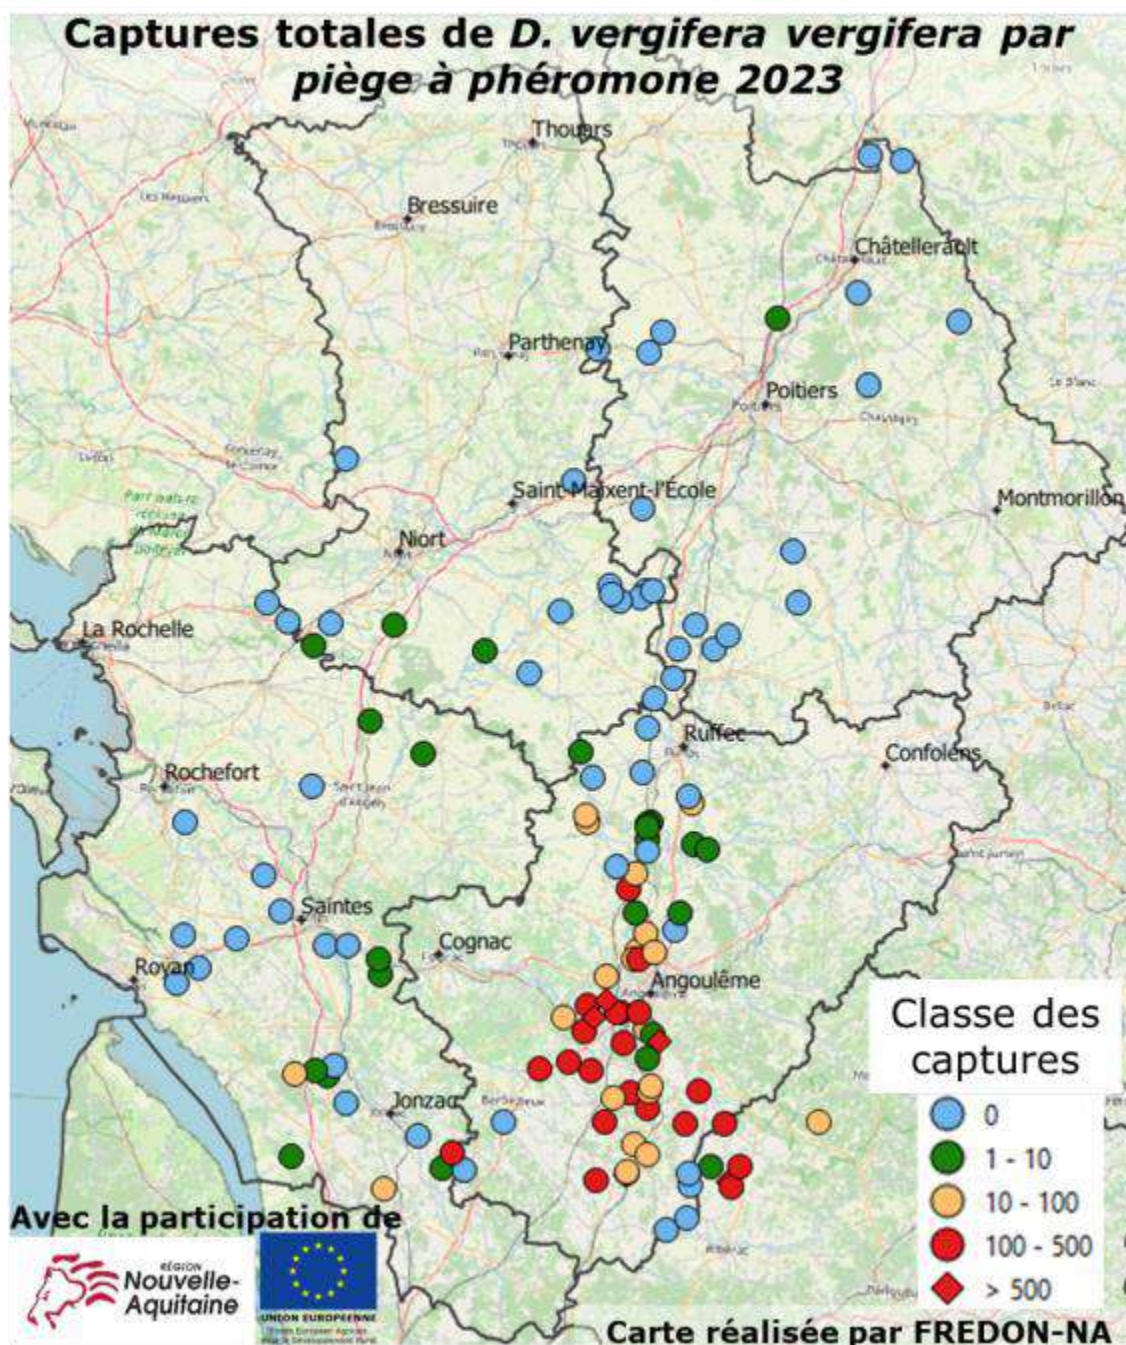 Captures totales de D. vergifera vergifera par
piège à phéromone 2023
Thouars
Bressuire
Châtellerault
Parthenay
Poitiers
Saint-Maixent-l'École
Montmorillon
Niort
La Rochelle
Ruffec
Confolens
Rochefort
Saintes
Cognac
Royan
Angoulême
Jonzac
Classe des
captures
0
1 - 10
10 - 100
100 - 500
> 500
Avec la participation de
RÉGION
Nouvelle-
Aquitaine
UNION EUROPÉENNE
Carte réalisée par FREDON-NA